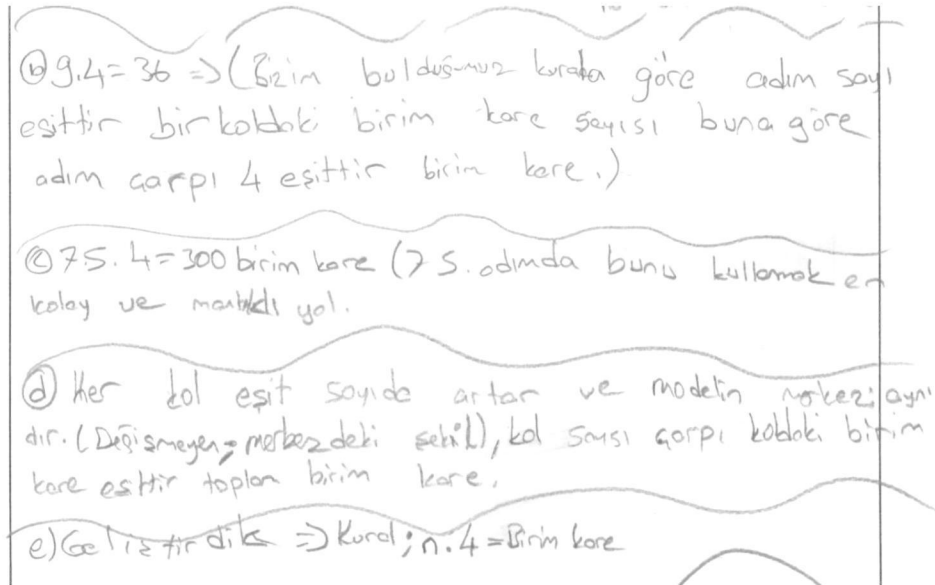 b 9.4=36 => (Bizim bulduğumuz kurala göre adım sayı
eşittir bir koldaki birim kare sayısı buna göre
adım çarpı 4 eşittir birim kare.)
c 75.4=300 birim kare (75. adımda bunu kullanmak en
kolay ve mantıklı yol.
d Her kol eşit sayıda artar ve modelin merkezi aynı
dır. (Değişmeyen; merkezdeki şekil), kol sayısı çarpı koldaki birim
kare eşittir toplam birim kare.
e) Geliştirdik => Kural; n.4=Birim kare